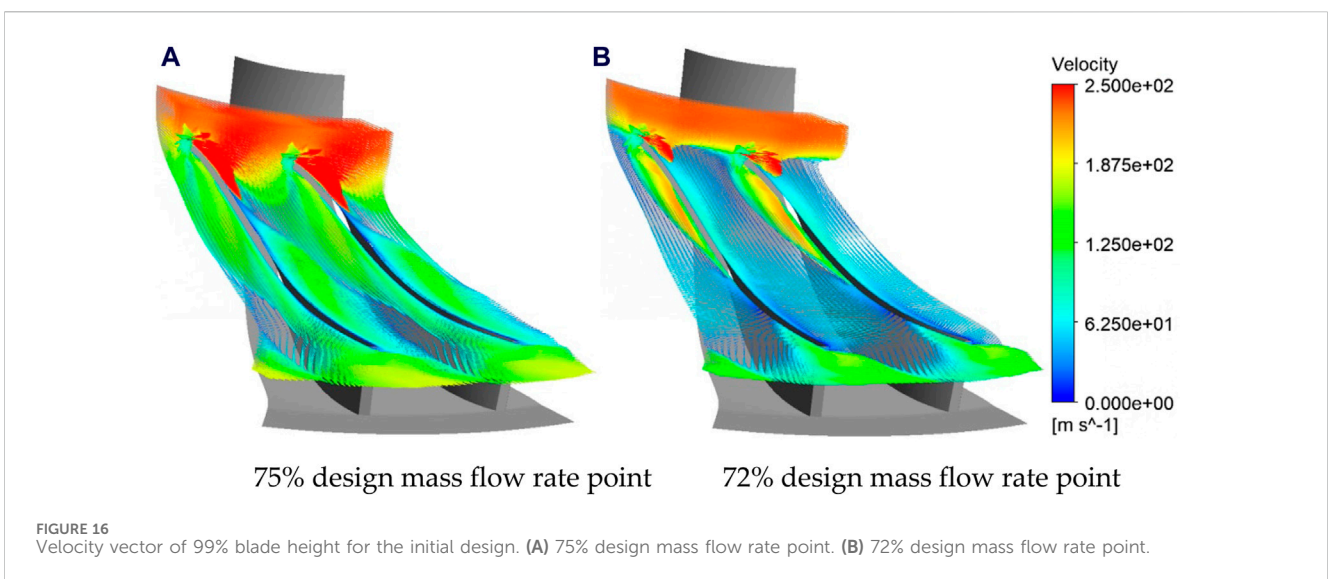 A
B
Velocity
2.500e+02
1.875e+02
1.250e+02
6.250e+01
0.000e+00
[m s^-1]
75% design mass flow rate point
72% design mass flow rate point
FIGURE 16
Velocity vector of 99% blade height for the initial design. (A) 75% design mass flow rate point. (B) 72% design mass flow rate point.